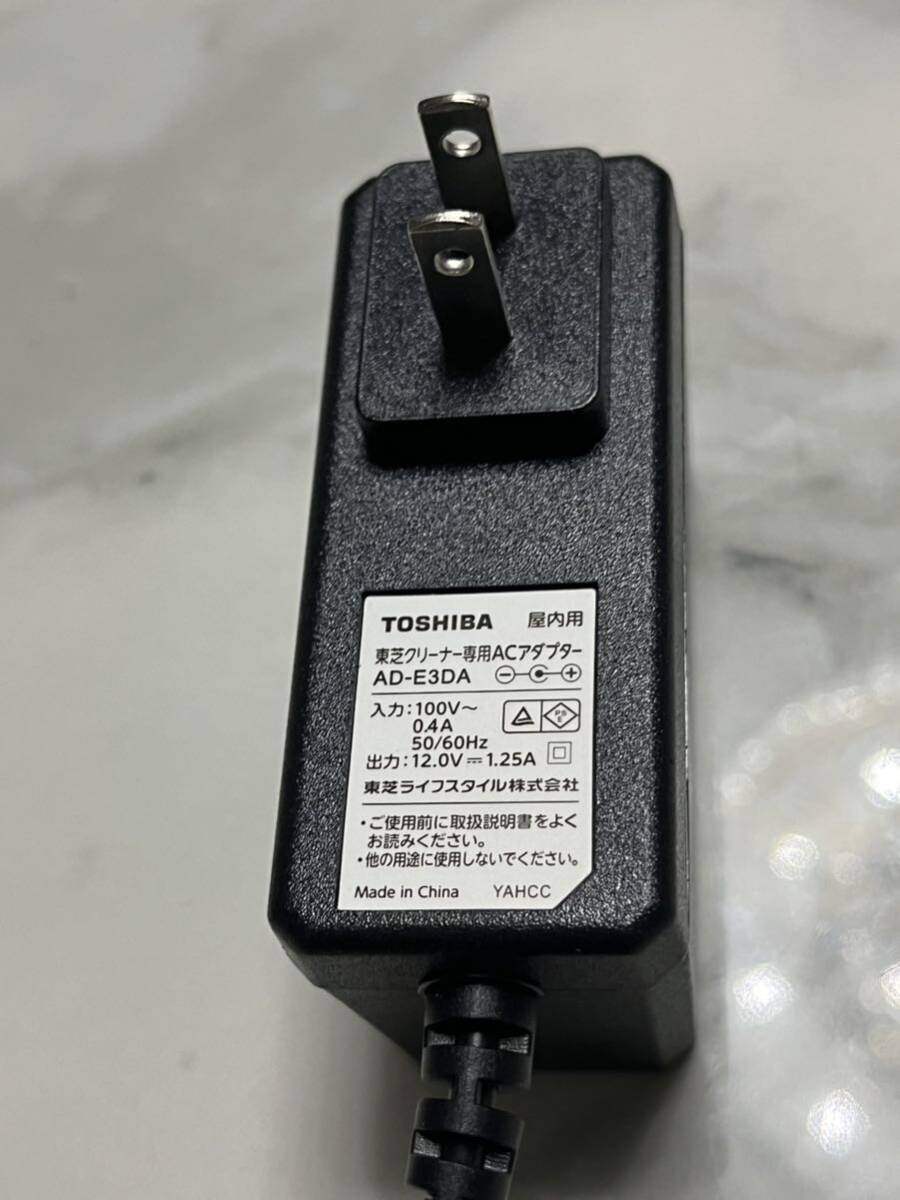 TOSHIBA 屋内用
東芝クリーナー専用ACアダプター
AD-E3DA
入力:100V～
0.4A
50/60Hz
出力:12.0V⎓1.25A
東芝ライフスタイル株式会社
・ご使用前に取扱説明書をよく
お読みください。
・他の用途に使用しないでください。
Made in China YAHCC